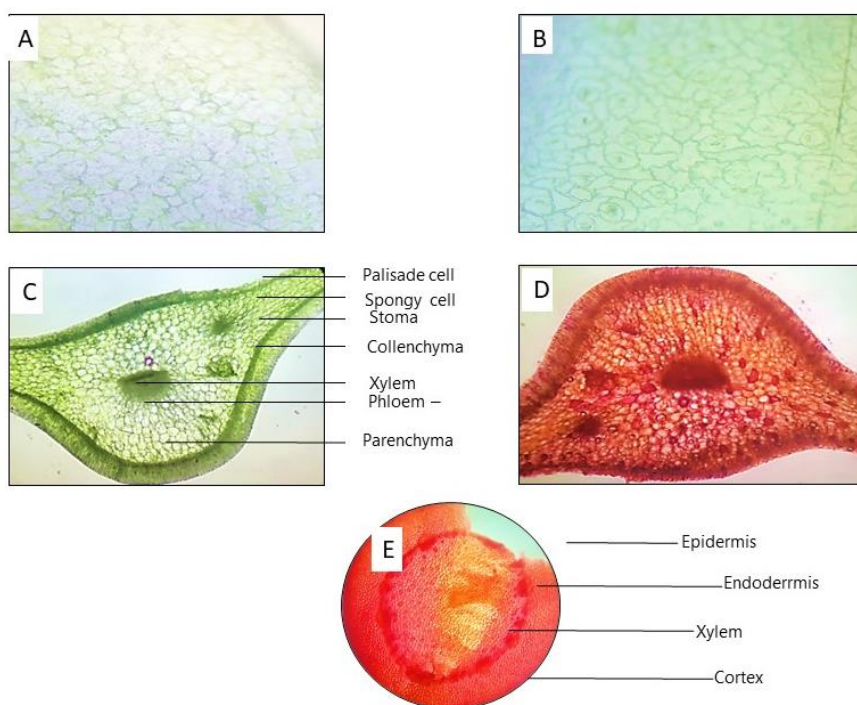 A
B
C
Palisade cell
Spongy cell
Stoma
Collenchyma
Xylem
Phloem –
Parenchyma
D
E
Epidermis
Endoderrmis
Xylem
Cortex